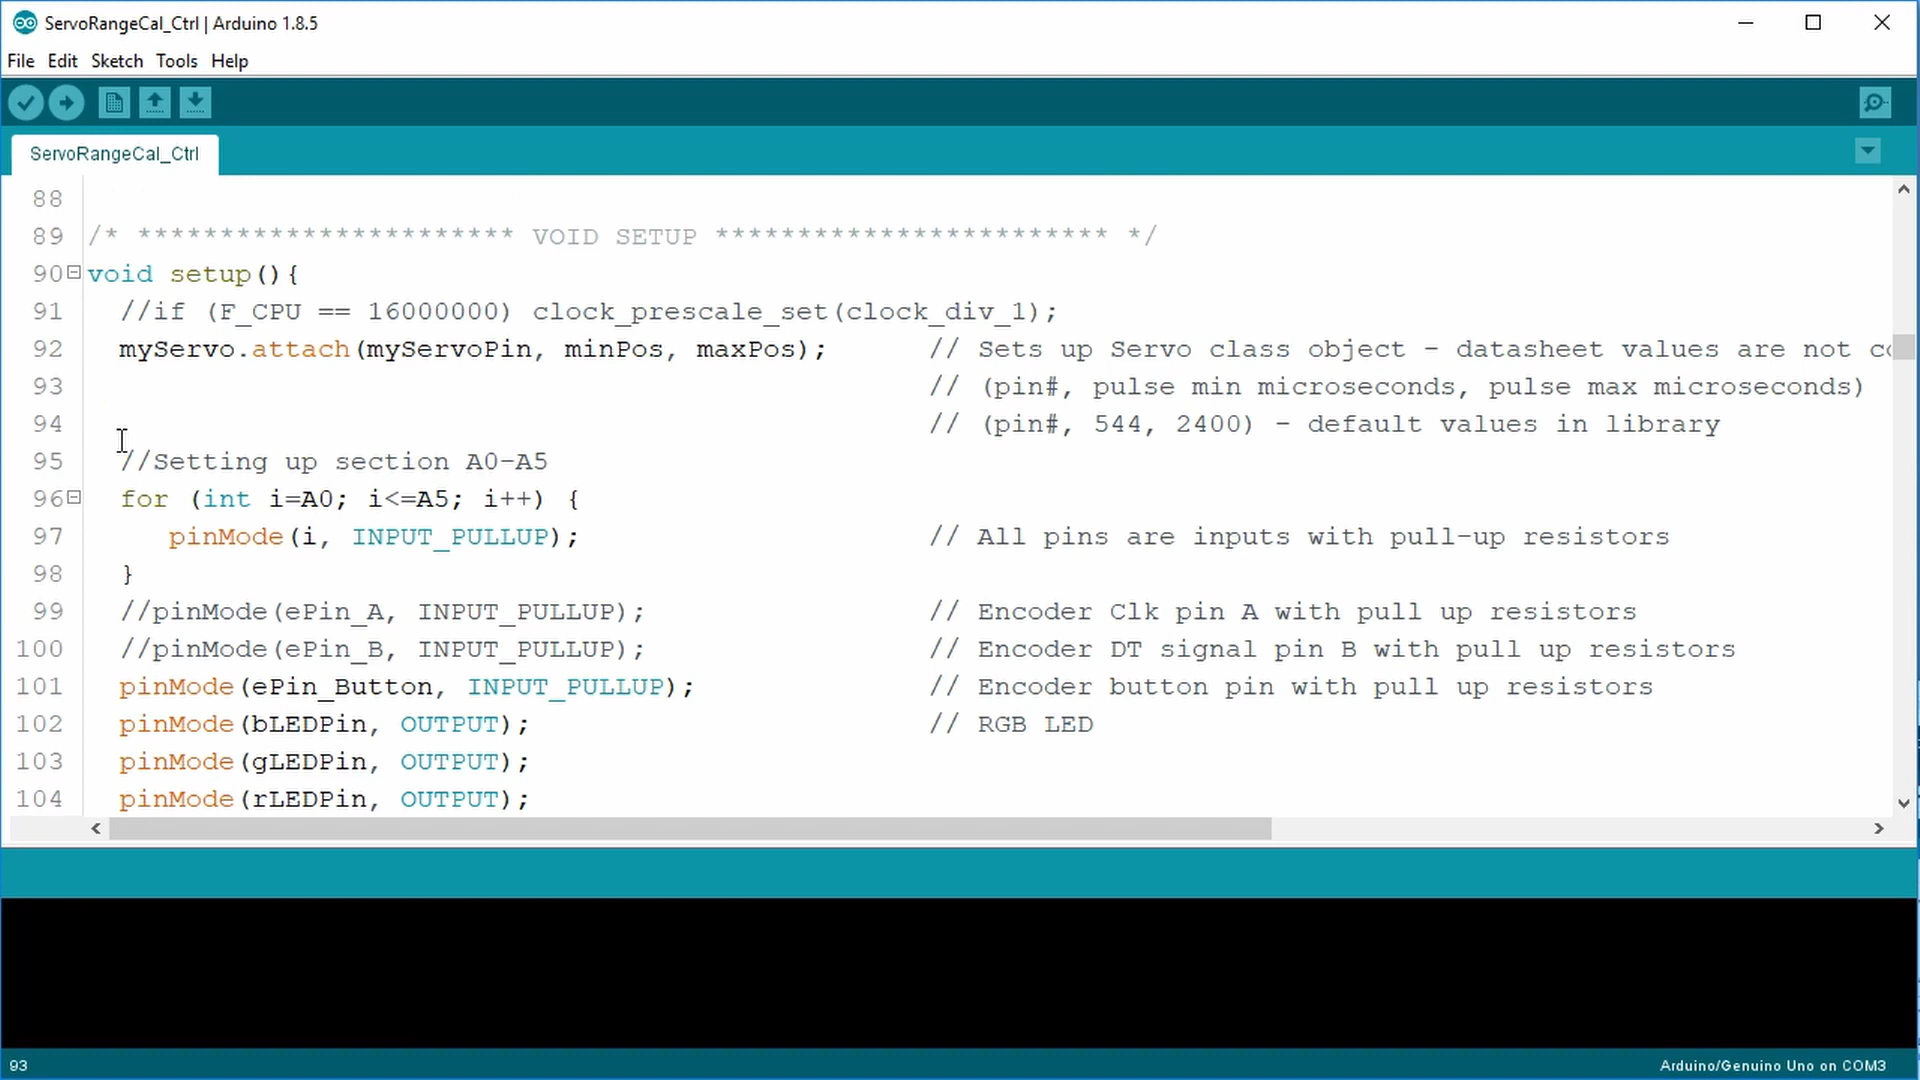 ServoRangeCal_Ctrl | Arduino 1.8.5
File Edit Sketch Tools Help
ServoRangeCal_Ctrl
88
89 /* *********************** VOID SETUP ************************ */
90 void setup(){
91 //if (F_CPU == 16000000) clock_prescale_set(clock_div_1);
92 myServo.attach(myServoPin, minPos, maxPos); // Sets up Servo class object - datasheet values are not
93 // (pin#, pulse min microseconds, pulse max microseconds)
94 // (pin#, 544, 2400) - default values in library
95 //Setting up section A0-A5
96 for (int i=A0; i<=A5; i++) {
97 pinMode(i, INPUT_PULLUP); // All pins are inputs with pull-up resistors
98 }
99 //pinMode(ePin_A, INPUT_PULLUP); // Encoder Clk pin A with pull up resistors
100 //pinMode(ePin_B, INPUT_PULLUP); // Encoder DT signal pin B with pull up resistors
101 pinMode(ePin_Button, INPUT_PULLUP); // Encoder button pin with pull up resistors
102 pinMode(bLEDPin, OUTPUT); // RGB LED
103 pinMode(gLEDPin, OUTPUT);
104 pinMode(rLEDPin, OUTPUT);
93 Arduino/Genuino Uno on COM3